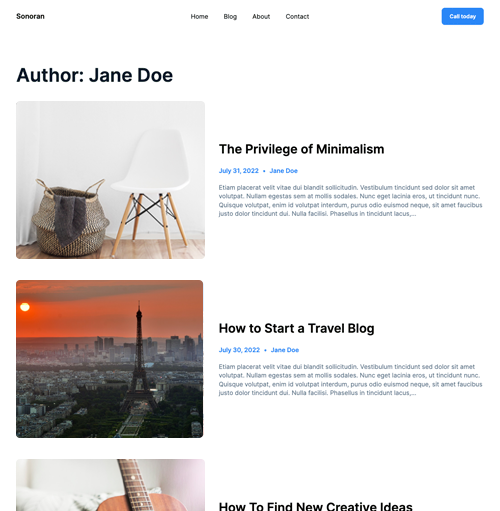 Sonoran
Home Blog About Contact
Call today
Author: Jane Doe
The Privilege of Minimalism
July 31, 2022 • Jane Doe
Etiam placerat velit vitae dui blandit sollicitudin. Vestibulum tincidunt sed dolor sit amet
volutpat. Nullam egestas sem at mollis sodales. Nunc eget lacinia eros, ut tincidunt nunc.
Quisque volutpat, enim id volutpat interdum, purus odio euismod neque, sit amet faucibus
justo dolor tincidunt dui. Nulla facilisi. Phasellus in tincidunt lacus,...
How to Start a Travel Blog
July 30, 2022 • Jane Doe
Etiam placerat velit vitae dui blandit sollicitudin. Vestibulum tincidunt sed dolor sit amet
volutpat. Nullam egestas sem at mollis sodales. Nunc eget lacinia eros, ut tincidunt nunc.
Quisque volutpat, enim id volutpat interdum, purus odio euismod neque, sit amet faucibus
justo dolor tincidunt dui. Nulla facilisi. Phasellus in tincidunt lacus,...
How To Find New Creative Ideas